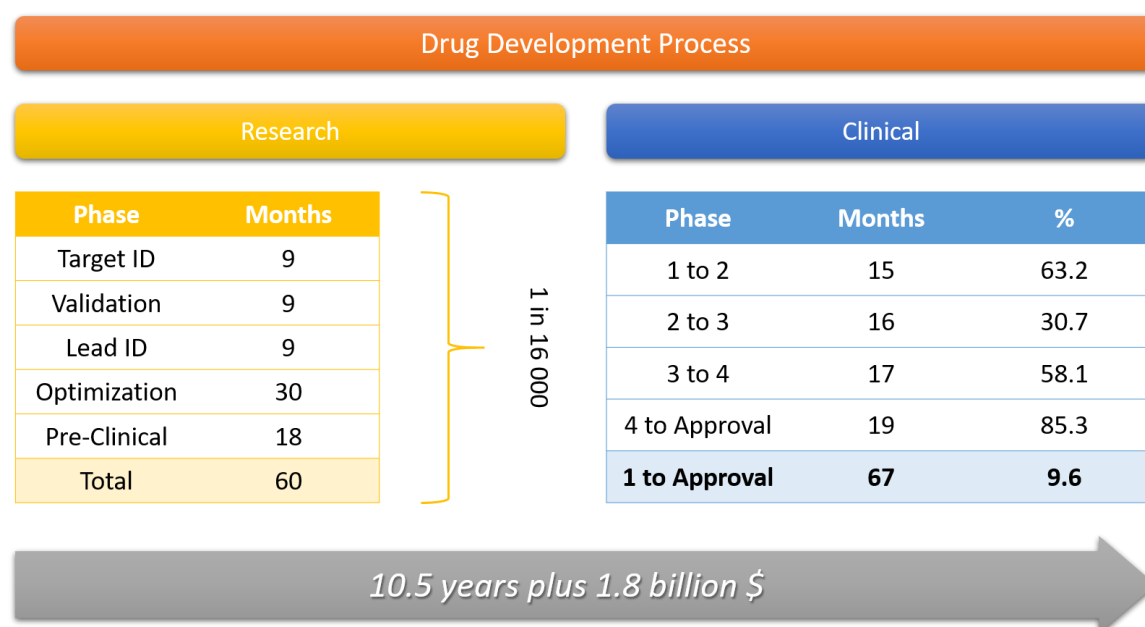 Drug Development Process
Research
Clinical
Phase Months
Target ID 9
Validation 9
Lead ID 9
Optimization 30
Pre-Clinical 18
Total 60
1 in 16 000
Phase Months %
1 to 2 15 63.2
2 to 3 16 30.7
3 to 4 17 58.1
4 to Approval 19 85.3
1 to Approval 67 9.6
10.5 years plus 1.8 billion $